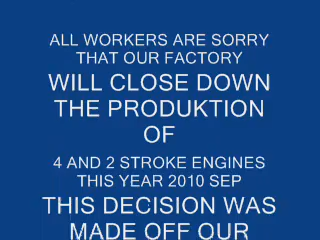 ALL WORKERS ARE SORRY
THAT OUR FACTORY
WILL CLOSE DOWN
THE PRODUKTION
OF
4 AND 2 STROKE ENGINES
THIS YEAR 2010 SEP
THIS DECISION WAS
MADE OFF OUR